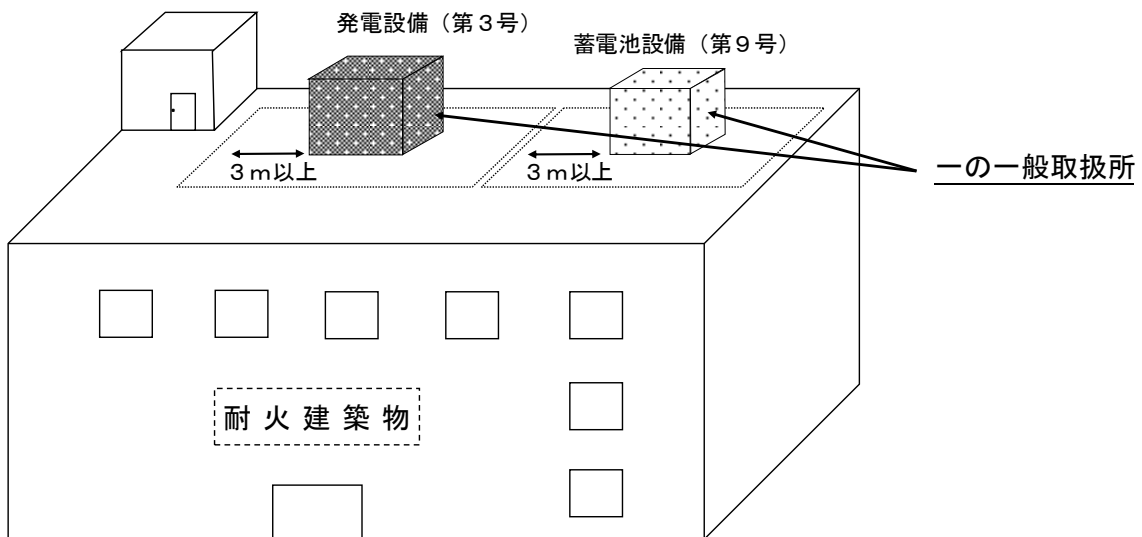 発電設備（第３号）
蓄電池設備（第９号）
３ｍ以上
３ｍ以上
一の一般取扱所
耐火建築物